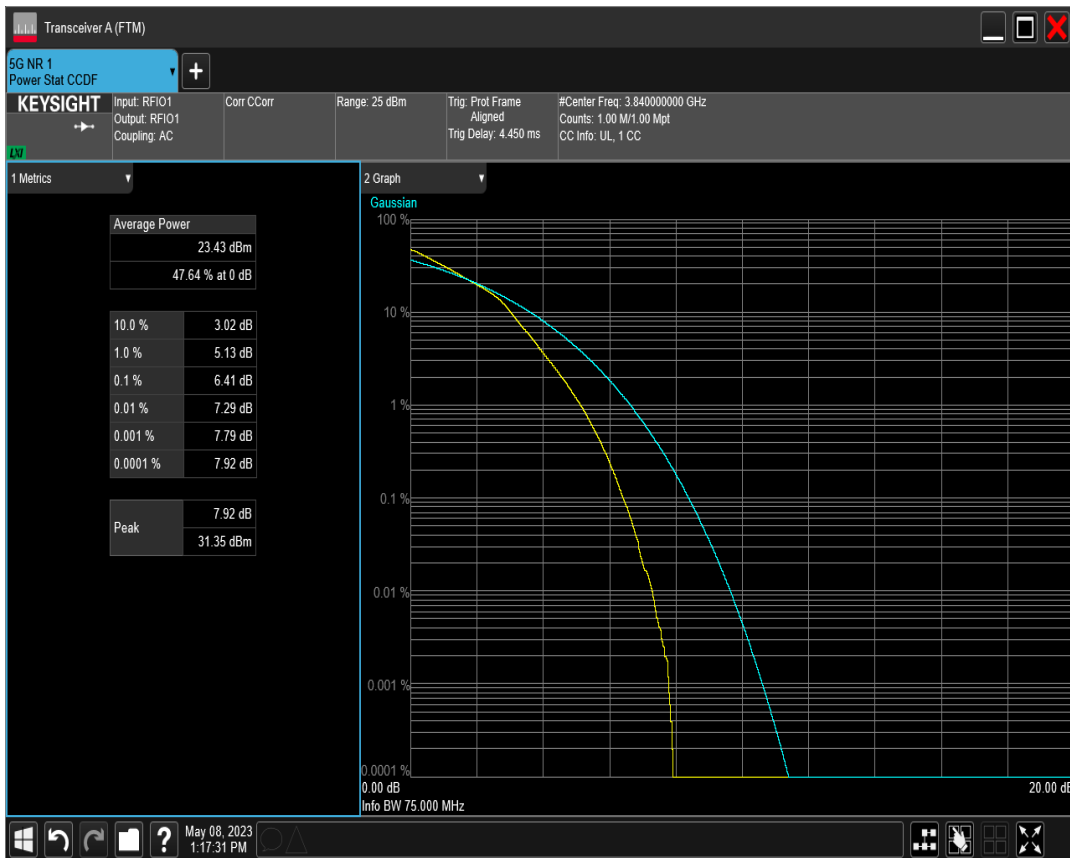 Transceiver A (FTM)
5G NR 1
Power Stat CCDF
+
KEYSIGHT
LXI
Input: RFIO1
Output: RFIO1
Coupling: AC
Corr CCorr
Range: 25 dBm
Trig: Prot Frame
Aligned
Trig Delay: 4.450 ms
#Center Freq: 3.840000000 GHz
Counts: 1.00 M/1.00 Mpt
CC Info: UL, 1 CC
1 Metrics
Average Power
23.43 dBm
47.64 % at 0 dB
10.0 % 3.02 dB
1.0 % 5.13 dB
0.1 % 6.41 dB
0.01 % 7.29 dB
0.001 % 7.79 dB
0.0001 % 7.92 dB
Peak
7.92 dB
31.35 dBm
2 Graph
Gaussian
100 %
10 %
1 %
0.1 %
0.01 %
0.001 %
0.0001 %
0.00 dB 20.00 dB
Info BW 75.000 MHz
?
May 08, 2023
1:17:31 PM